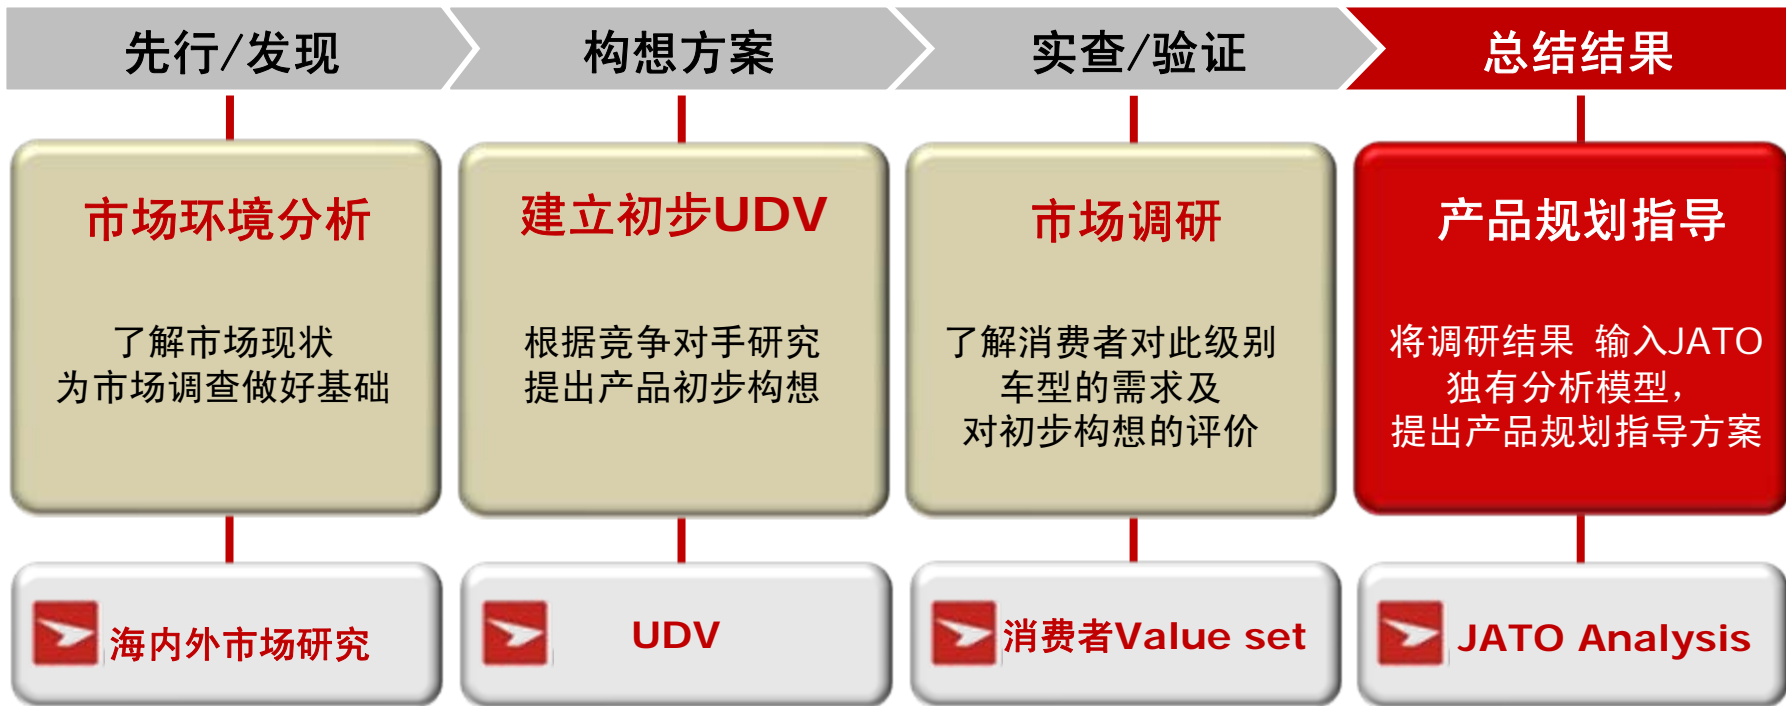 先行/发现
构想方案
实查/验证
总结结果
市场环境分析
了解市场现状
为市场调查做好基础
建立初步UDV
根据竞争对手研究
提出产品初步构想
市场调研
了解消费者对此级别
车型的需求及
对初步构想的评价
产品规划指导
将调研结果 输入JATO
独有分析模型，
提出产品规划指导方案
海内外市场研究
UDV
消费者Value set
JATO Analysis